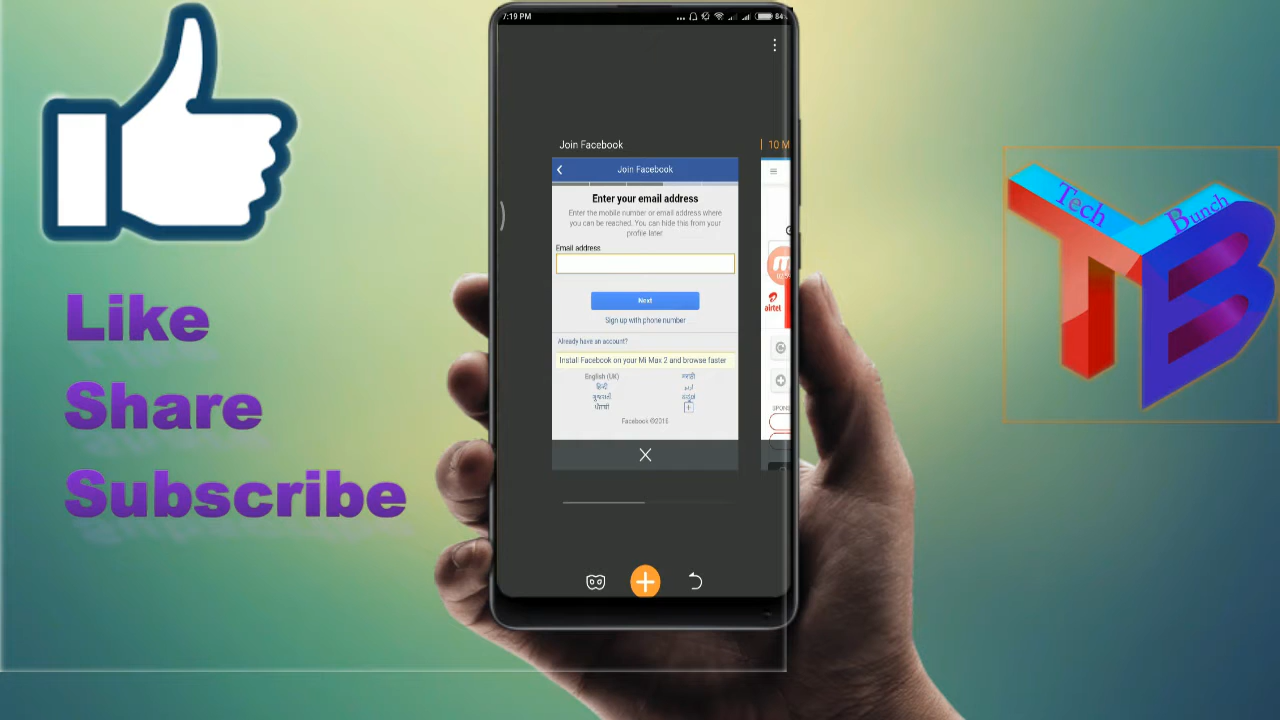 7:19 PM
84
Join Facebook
10 M
Join Facebook
Enter your email address
Enter the mobile number or email address where
you can be reached. You can hide this from your
profile later.
Email address
Next
Sign up with phone number
Already have an account?
Install Facebook on your Mi Max 2 and browse faster
English (UK)
मराठी
हिन्दी
اردو
ગુજરાતી
ਪੰਜਾਬੀ
airtel
SPONS
Like
Share
Subscribe
Tech
Bunch
TB